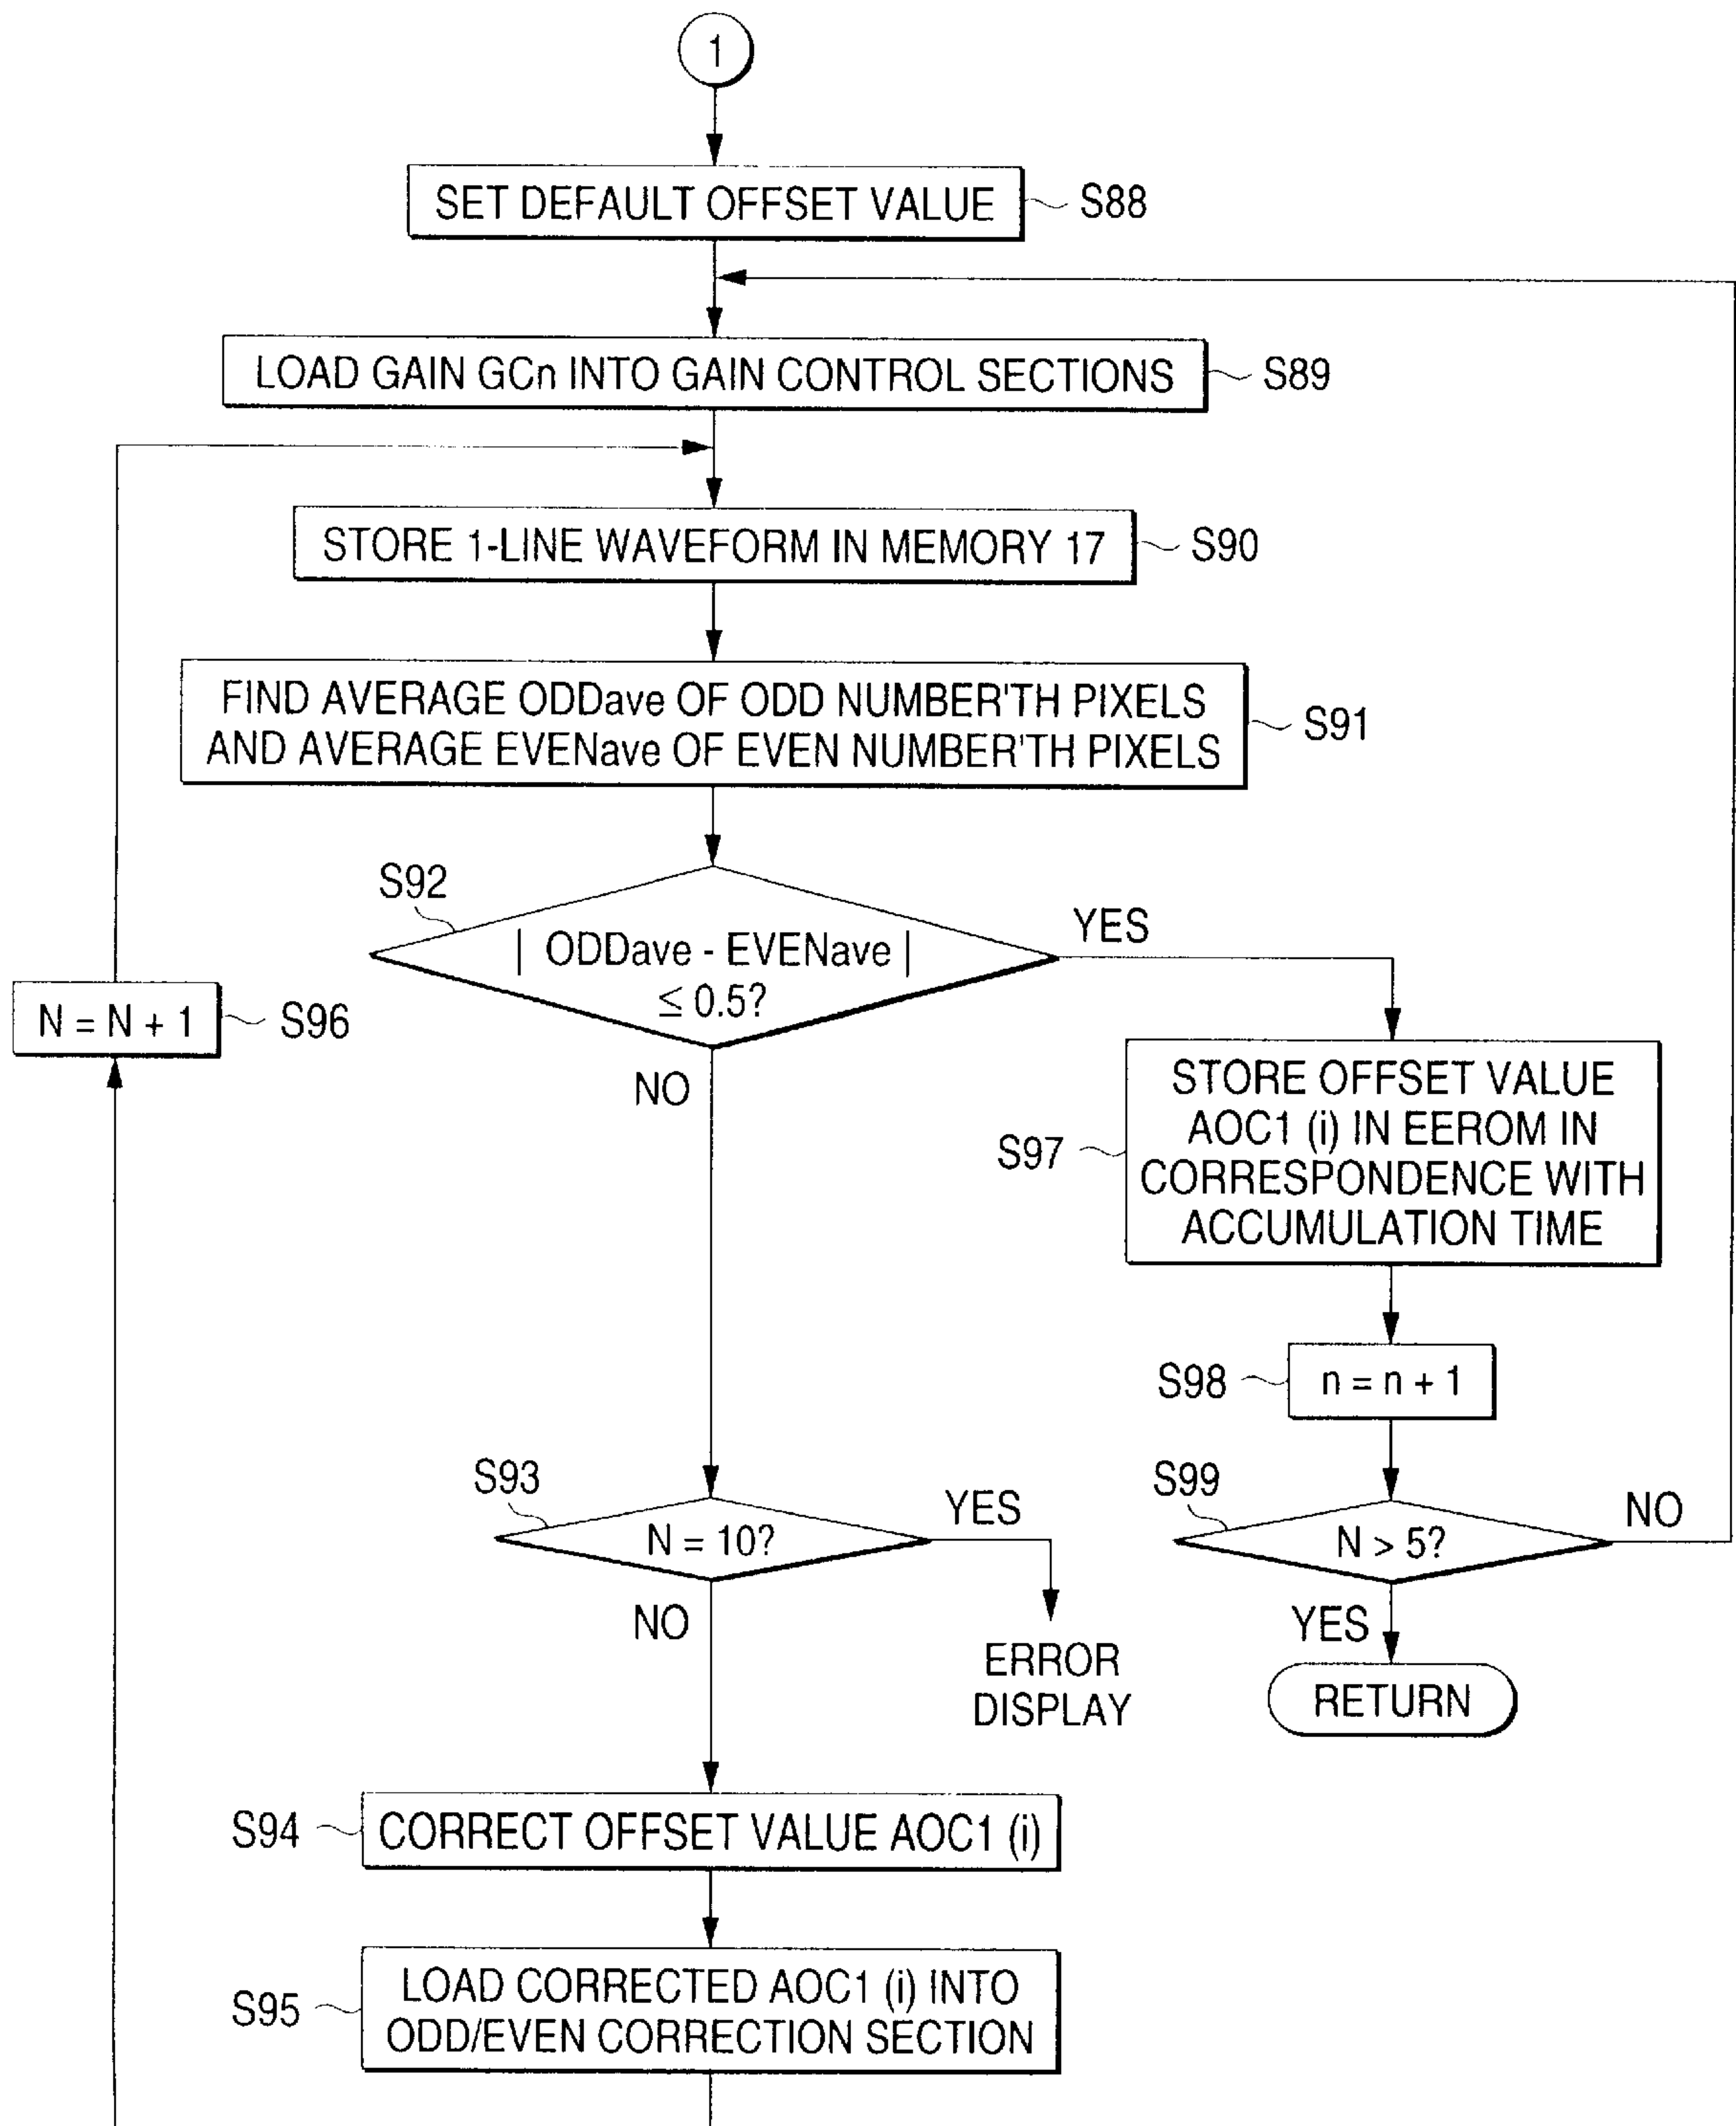 1
SET DEFAULT OFFSET VALUE
S88
LOAD GAIN GCn INTO GAIN CONTROL SECTIONS
S89
STORE 1-LINE WAVEFORM IN MEMORY 17
S90
FIND AVERAGE ODDave OF ODD NUMBER'TH PIXELS
AND AVERAGE EVENave OF EVEN NUMBER'TH PIXELS
S91
S92
| ODDave - EVENave |
≤ 0.5?
YES
NO
N = N + 1
S96
STORE OFFSET VALUE
AOC1 (i) IN EEROM IN
CORRESPONDENCE WITH
ACCUMULATION TIME
S97
S98
n = n + 1
S93
N = 10?
YES
NO
ERROR
DISPLAY
S99
N > 5?
NO
YES
RETURN
S94
CORRECT OFFSET VALUE AOC1 (i)
S95
LOAD CORRECTED AOC1 (i) INTO
ODD/EVEN CORRECTION SECTION